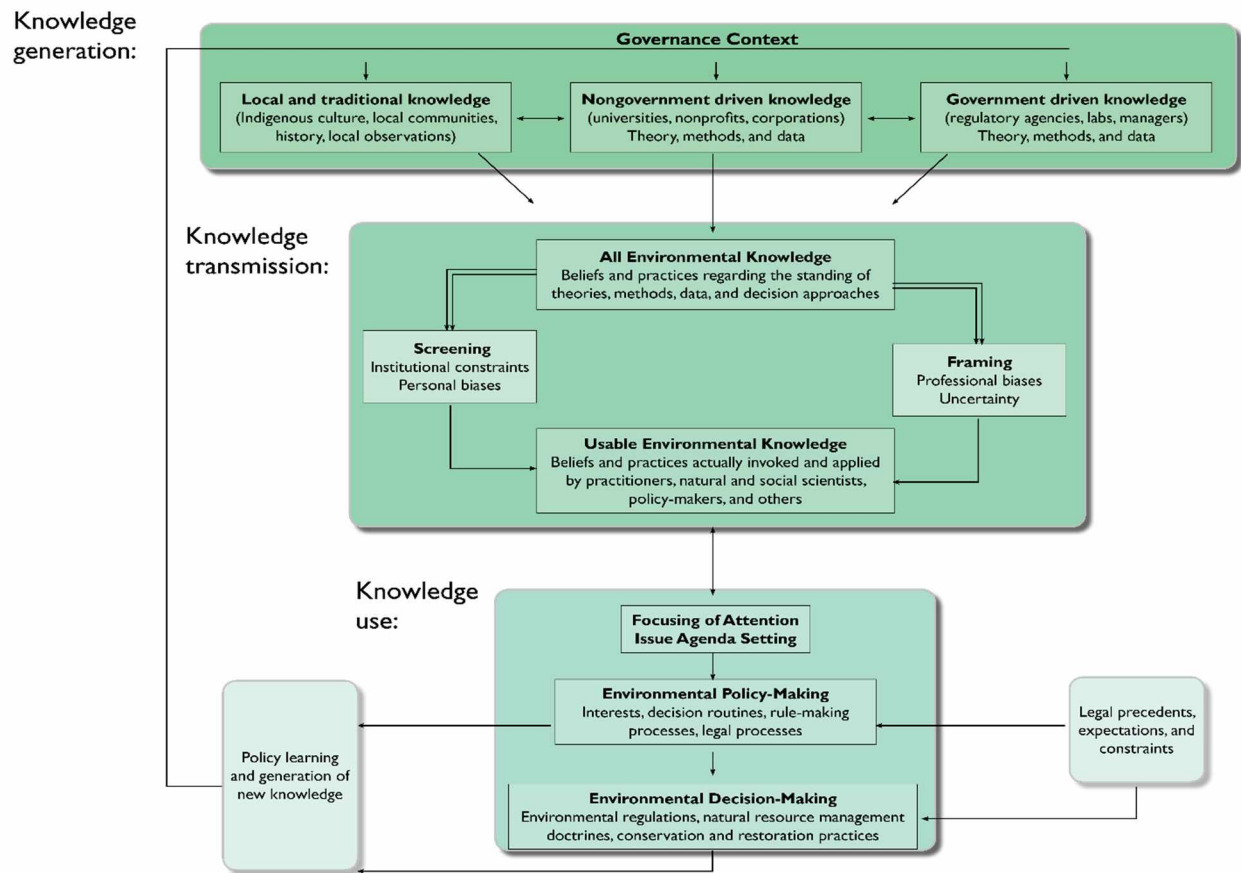 Knowledge
generation:
Governance Context
Local and traditional knowledge
(Indigenous culture, local communities,
history, local observations)
Nongovernment driven knowledge
(universities, nonprofits, corporations)
Theory, methods, and data
Government driven knowledge
(regulatory agencies, labs, managers)
Theory, methods, and data
Knowledge
transmission:
All Environmental Knowledge
Beliefs and practices regarding the standing of
theories, methods, data, and decision approaches
Screening
Institutional constraints
Personal biases
Framing
Professional biases
Uncertainty
Usable Environmental Knowledge
Beliefs and practices actually invoked and applied
by practitioners, natural and social scientists,
policy-makers, and others
Knowledge
use:
Focusing of Attention
Issue Agenda Setting
Environmental Policy-Making
Interests, decision routines, rule-making
processes, legal processes
Legal precedents,
expectations, and
constraints
Policy learning
and generation of
new knowledge
Environmental Decision-Making
Environmental regulations, natural resource management
doctrines, conservation and restoration practices